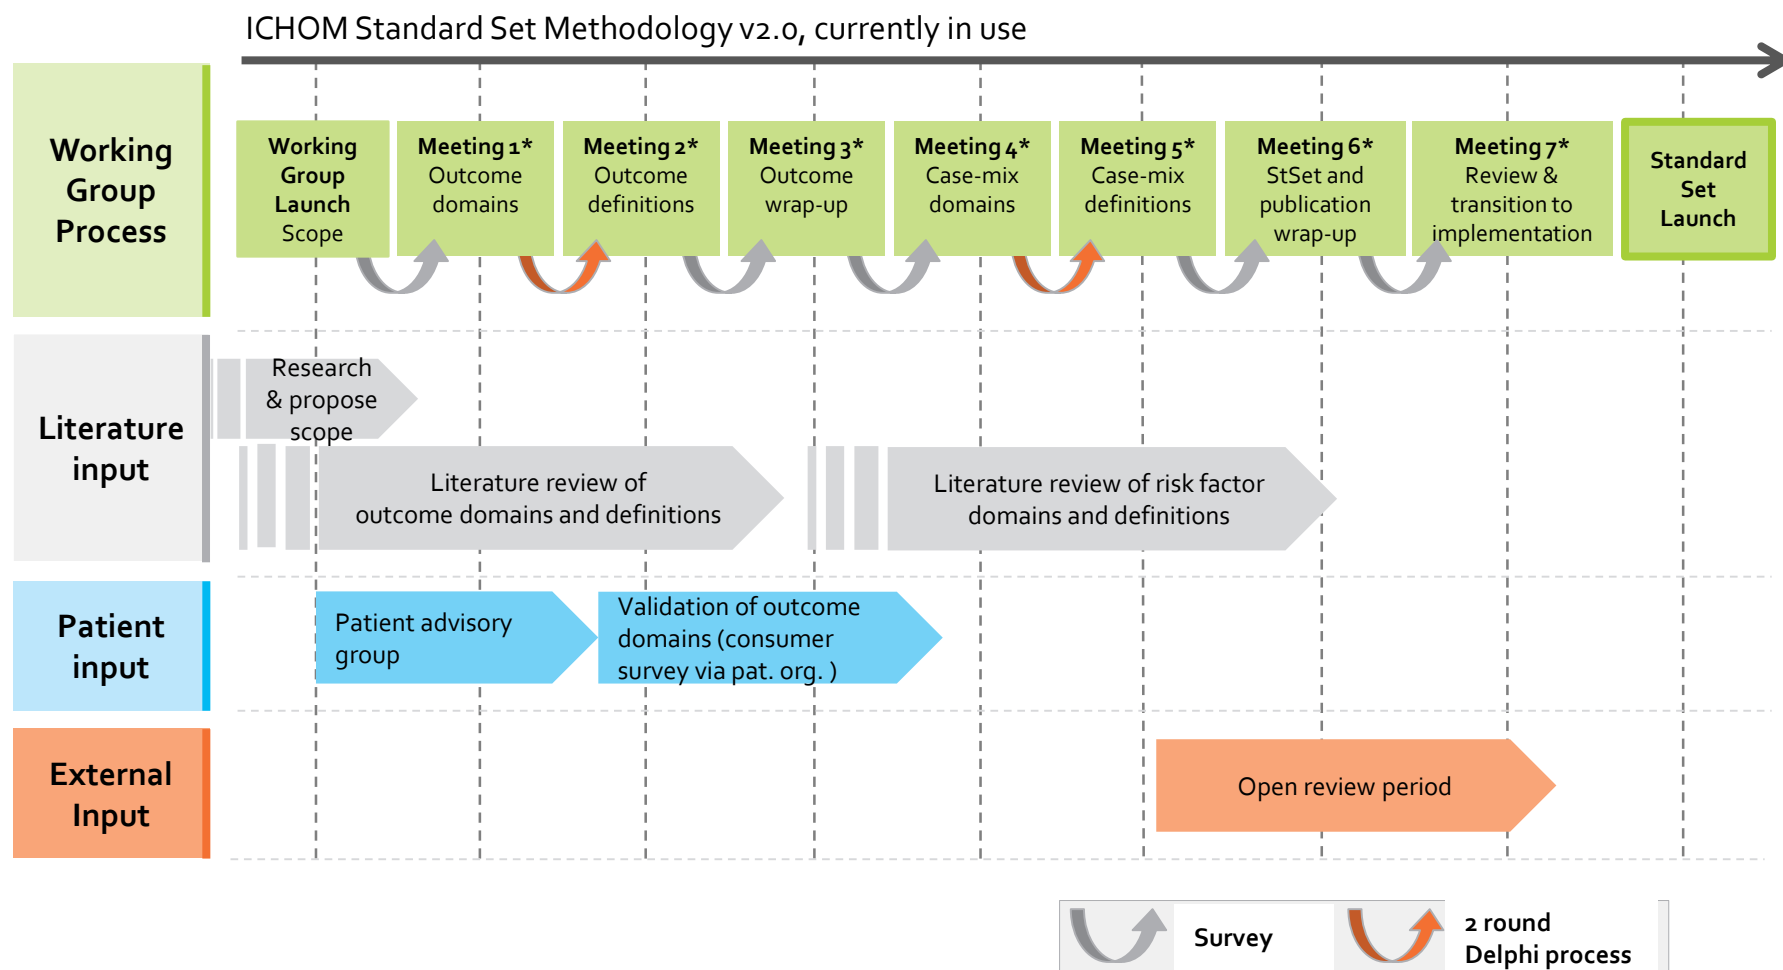 ICHOM Standard Set Methodology v2.0, currently in use
Working
Group
Process
Working
Group
Launch
Scope
Meeting 1*
Outcome
domains
Meeting 2*
Outcome
definitions
Meeting 3*
Outcome
wrap-up
Meeting 4*
Case-mix
domains
Meeting 5*
Case-mix
definitions
Meeting 6*
StSet and
publication
wrap-up
Meeting 7*
Review &
transition to
implementation
Standard
Set
Launch
Literature
input
Research
& propose
scope
Literature review of
outcome domains and definitions
Literature review of risk factor
domains and definitions
Patient
input
Patient advisory
group
Validation of outcome
domains (consumer
survey via pat. org. )
External
Input
Open review period
Survey
2 round
Delphi process